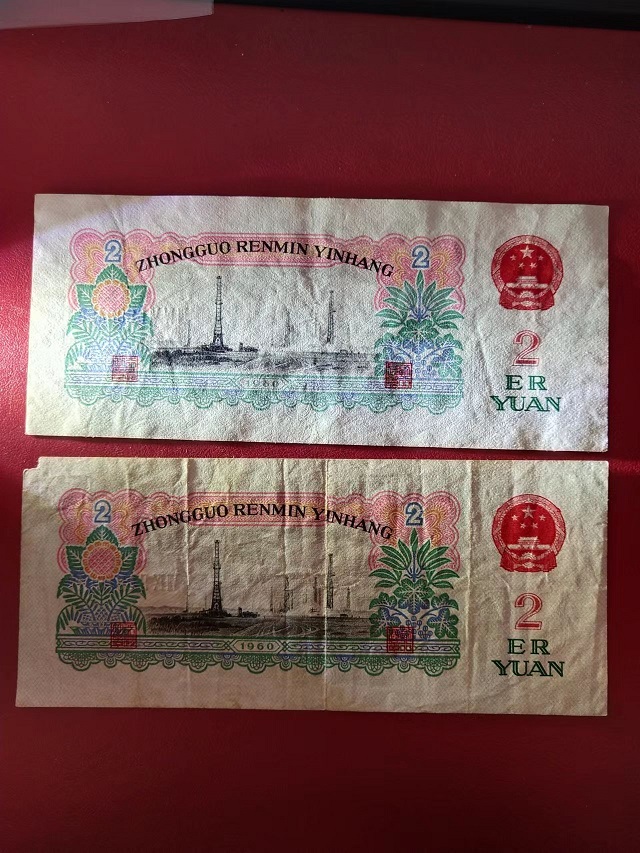 2 ZHONGGUO RENMIN YINHANG 2
2
ER
YUAN
1960
2 ZHONGGUO RENMIN YINHANG 2
2
ER
YUAN
1960